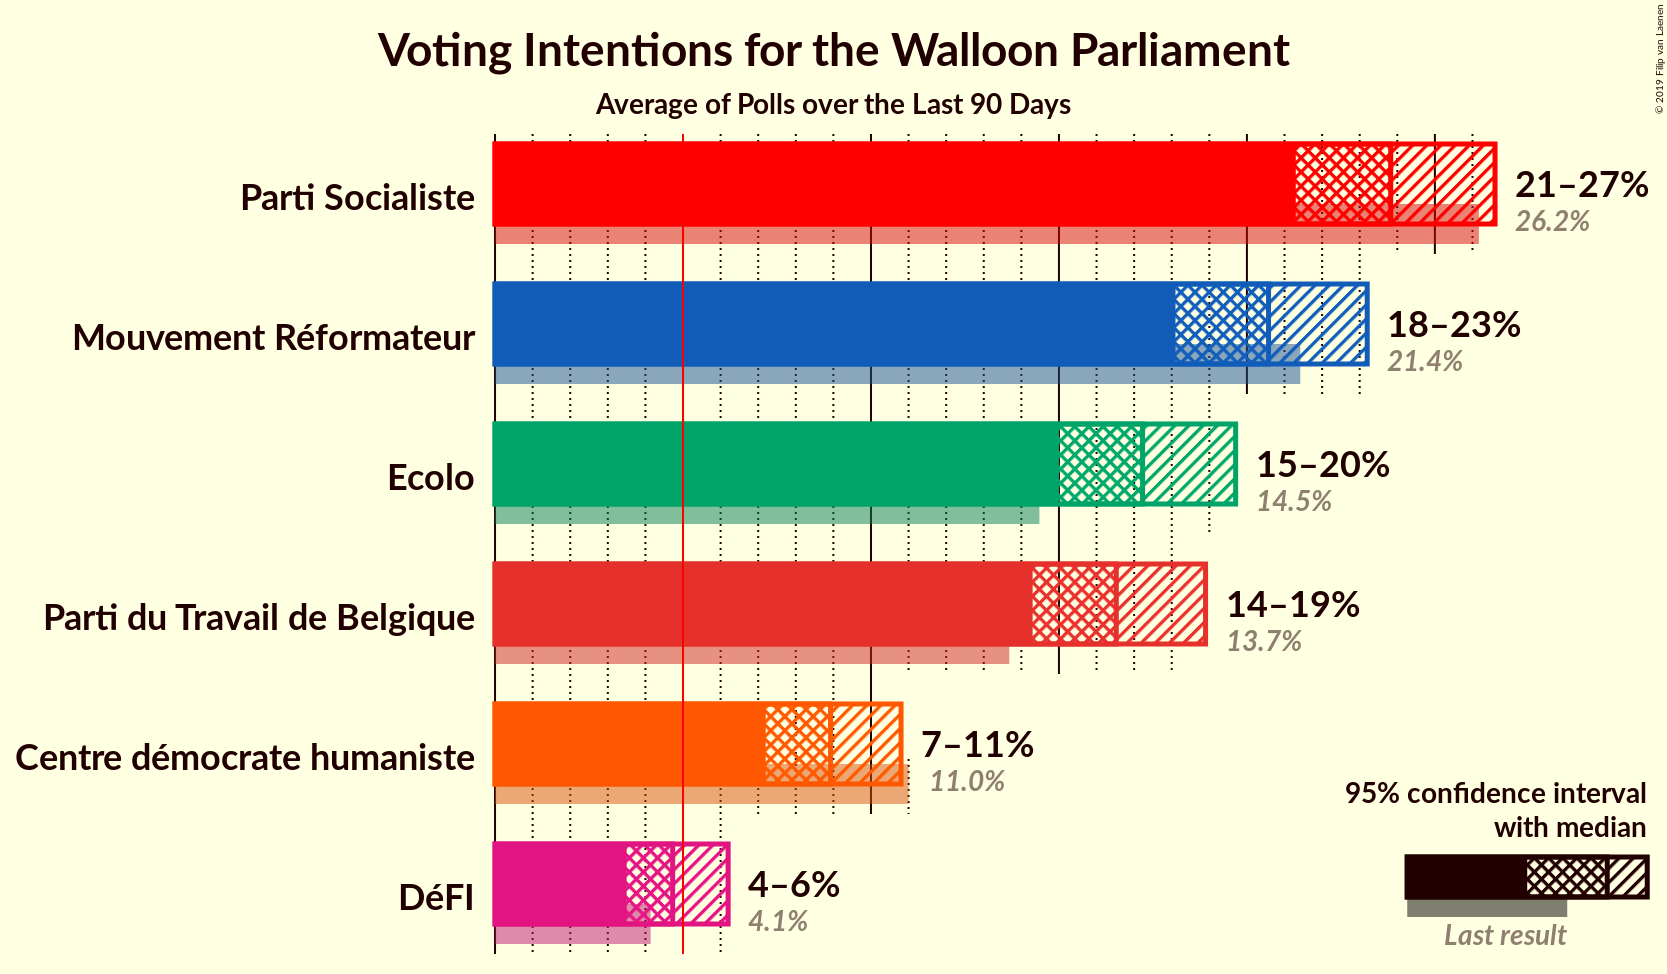 Voting Intentions for the Walloon Parliament
Average of Polls over the Last 90 Days
© 2019 Filip van Laenen
Parti Socialiste
21–27%
26.2%
Mouvement Réformateur
18–23%
21.4%
Ecolo
15–20%
14.5%
Parti du Travail de Belgique
14–19%
13.7%
Centre démocrate humaniste
7–11%
11.0%
DéFI
4–6%
4.1%
95% confidence interval
with median
Last result